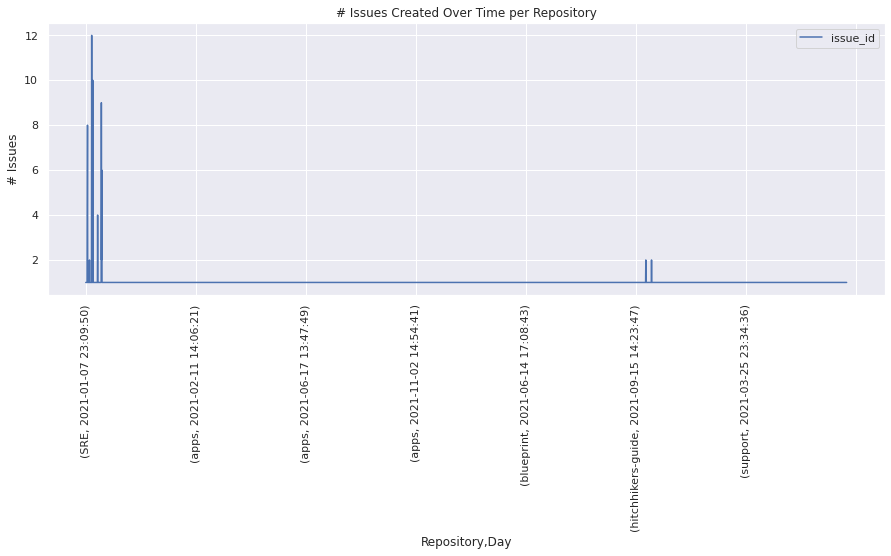 # Issues Created Over Time per Repository
issue_id
# Issues
12
10
8
6
4
2
(SRE, 2021-01-07 23:09:50)
(apps, 2021-02-11 14:06:21)
(apps, 2021-06-17 13:47:49)
(apps, 2021-11-02 14:54:41)
(blueprint, 2021-06-14 17:08:43)
(hitchhikers-guide, 2021-09-15 14:23:47)
(support, 2021-03-25 23:34:36)
Repository,Day